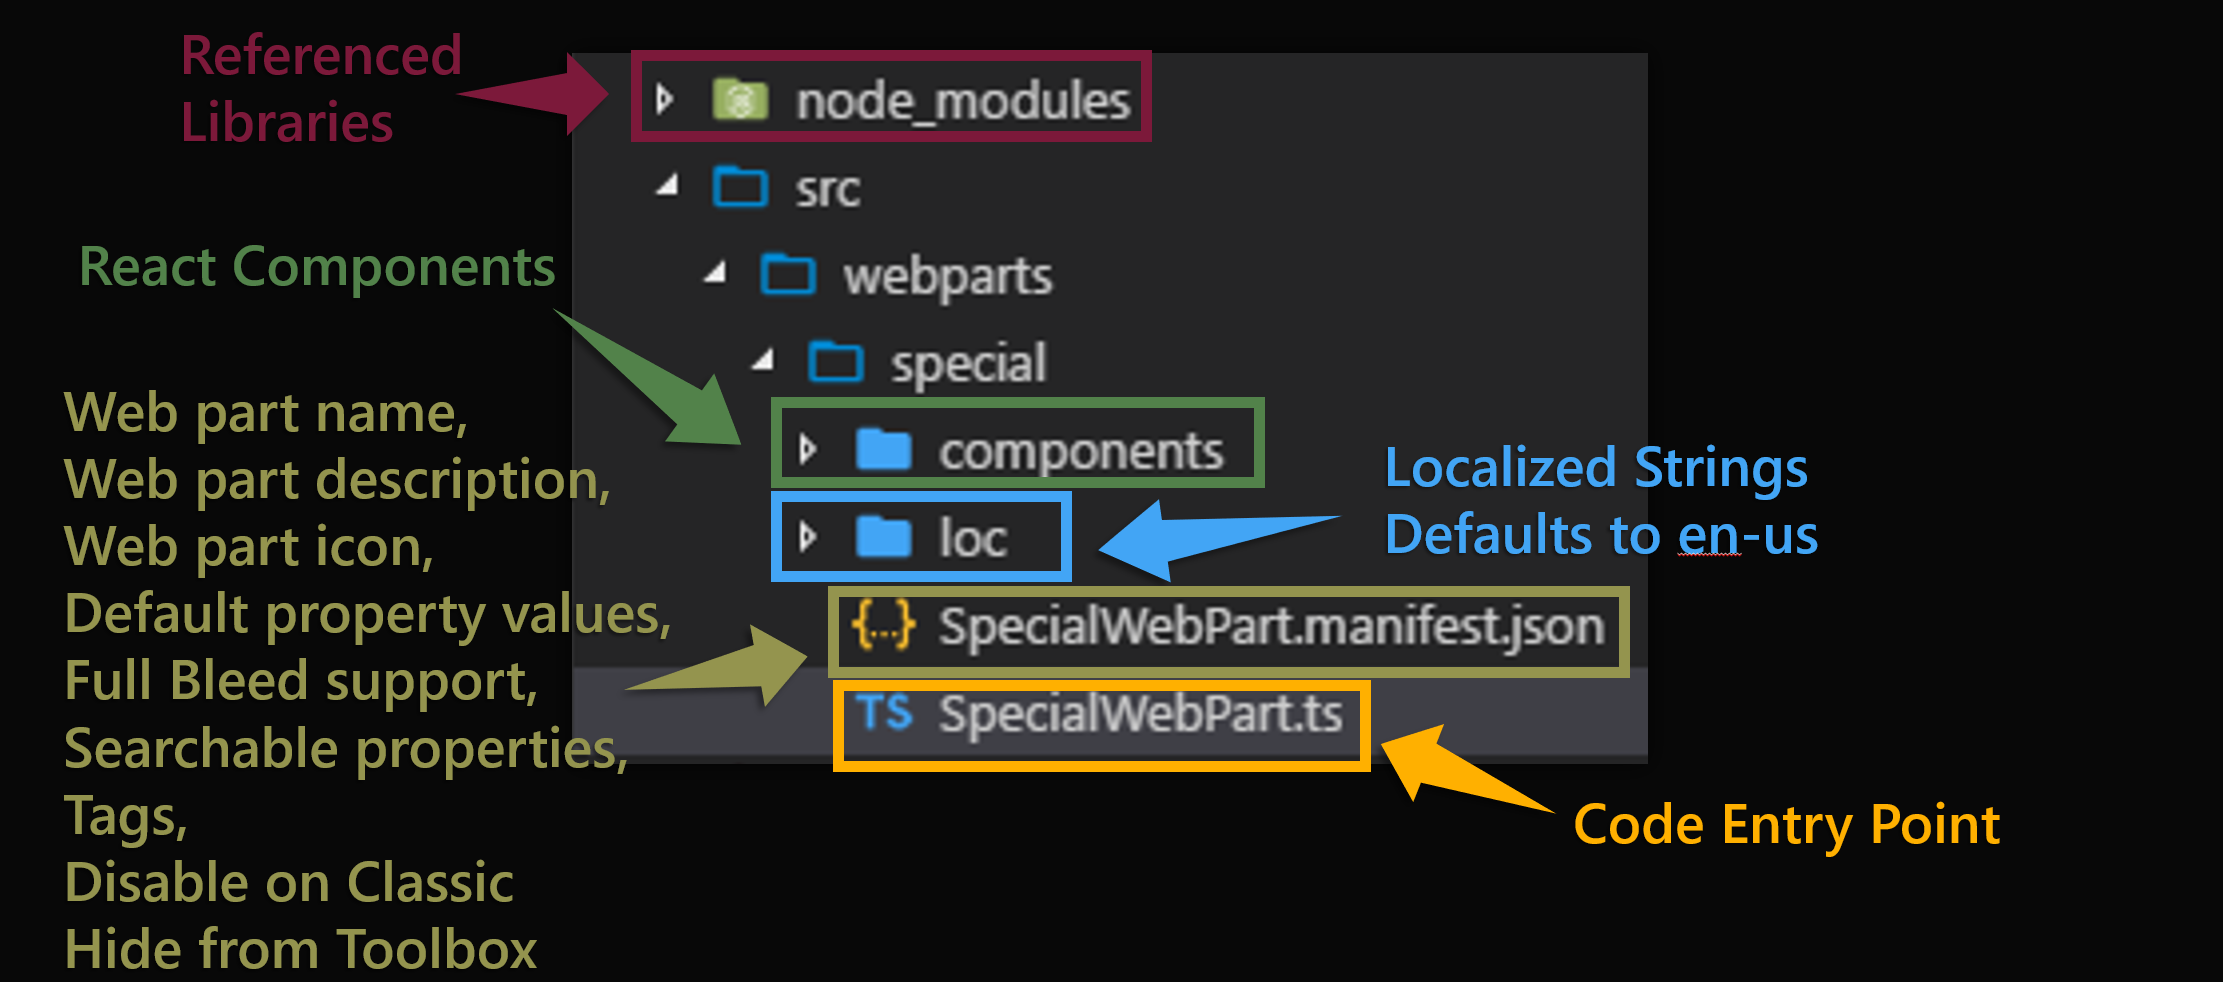 Referenced
Libraries
node_modules
src
React Components
webparts
special
Web part name,
Web part description,
Web part icon,
Default property values,
Full Bleed support,
Searchable properties,
Tags,
Disable on Classic
Hide from Toolbox
components
Localized Strings
Defaults to en-us
loc
{...} SpecialWebPart.manifest.json
TS SpecialWebPart.ts
Code Entry Point